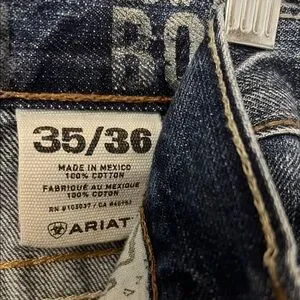 BO
35/36
MADE IN MEXICO
100% COTTON
FABRIQUÉ AU MEXIQUE
100% COTON
ARIAT